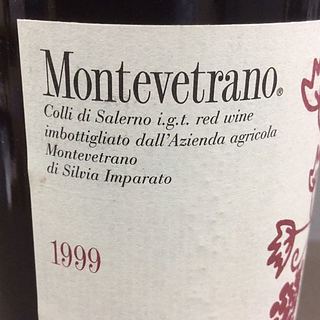 Montevetrano®
Colli di Salerno i.g.t. red wine
imbottigliato dall'Azienda agricola
Montevetrano
di Silvia Imparato
1999